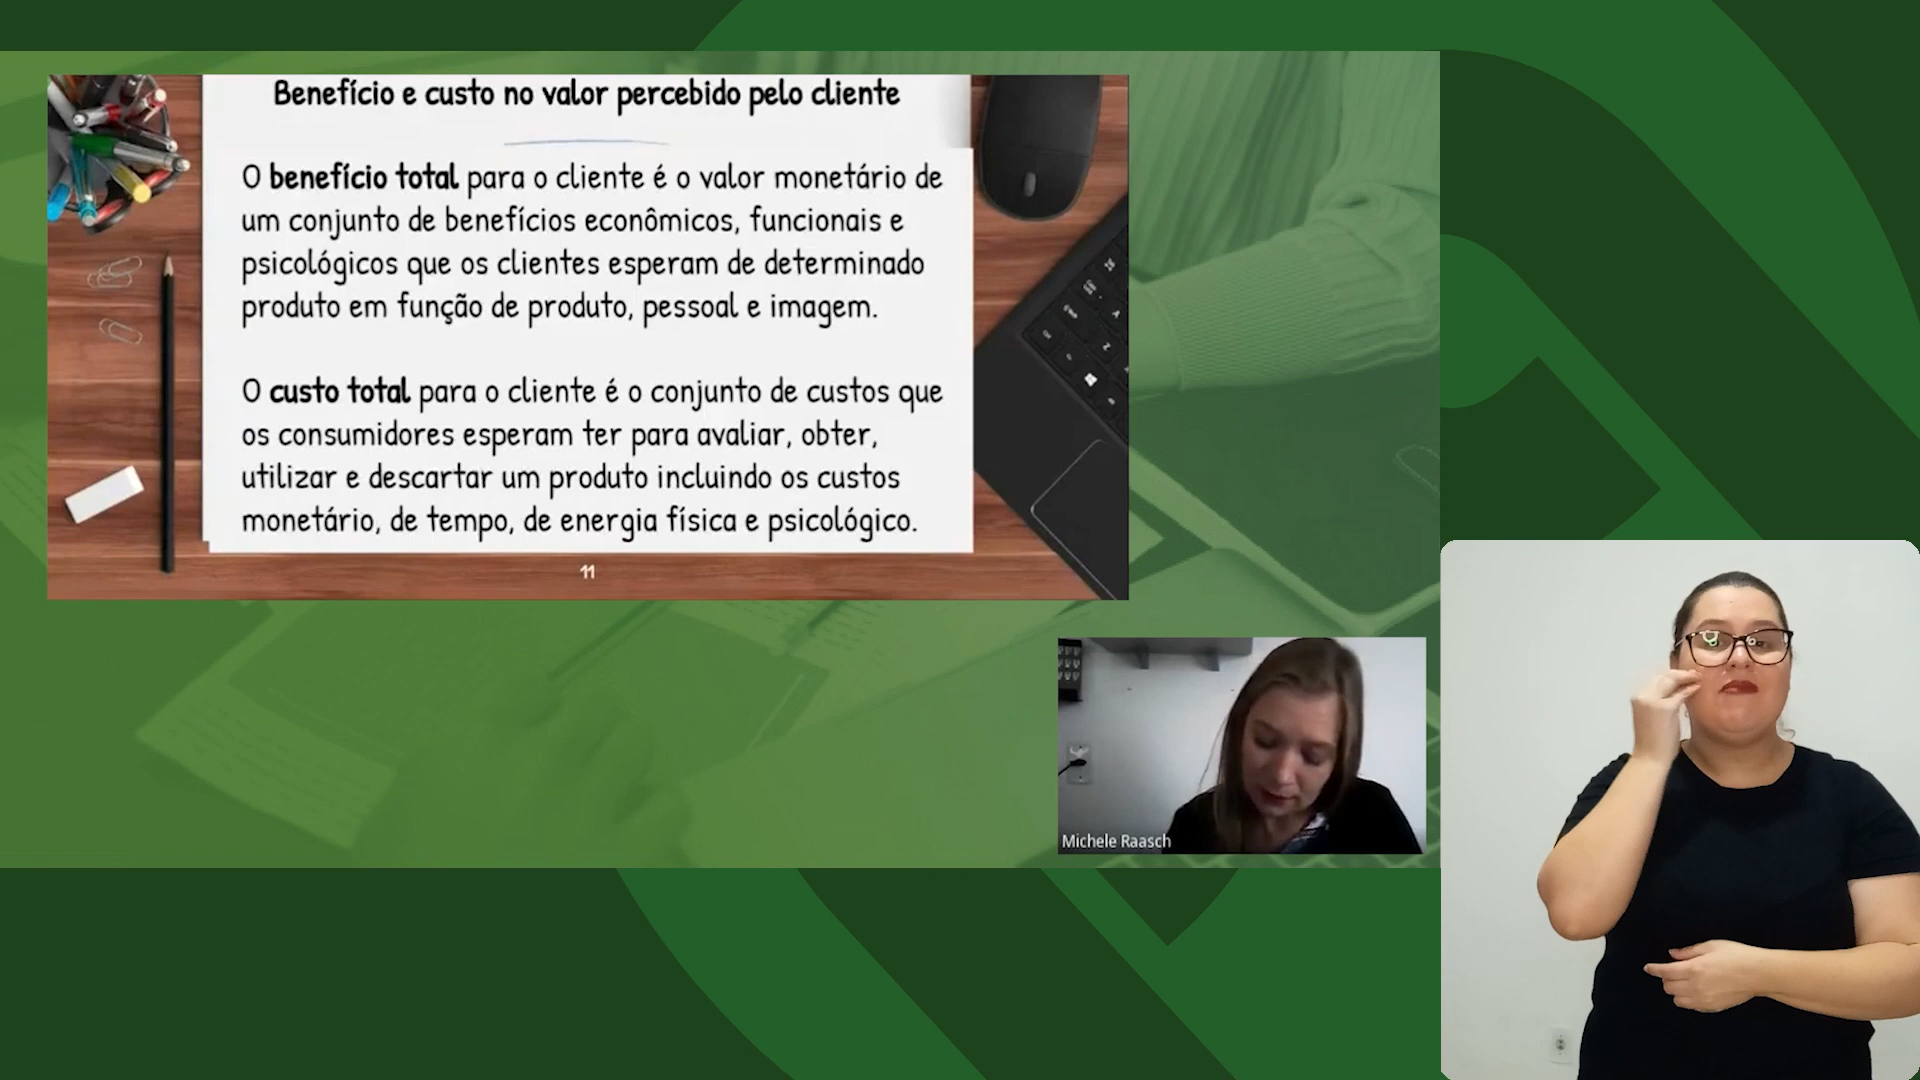 Benefício e custo no valor percebido pelo cliente
O benefício total para o cliente é o valor monetário de
um conjunto de benefícios econômicos, funcionais e
psicológicos que os clientes esperam de determinado
produto em função de produto, pessoal e imagem.
O custo total para o cliente é o conjunto de custos que
os consumidores esperam ter para avaliar, obter,
utilizar e descartar um produto incluindo os custos
monetário, de tempo, de energia física e psicológico.
11
Michele Raasch